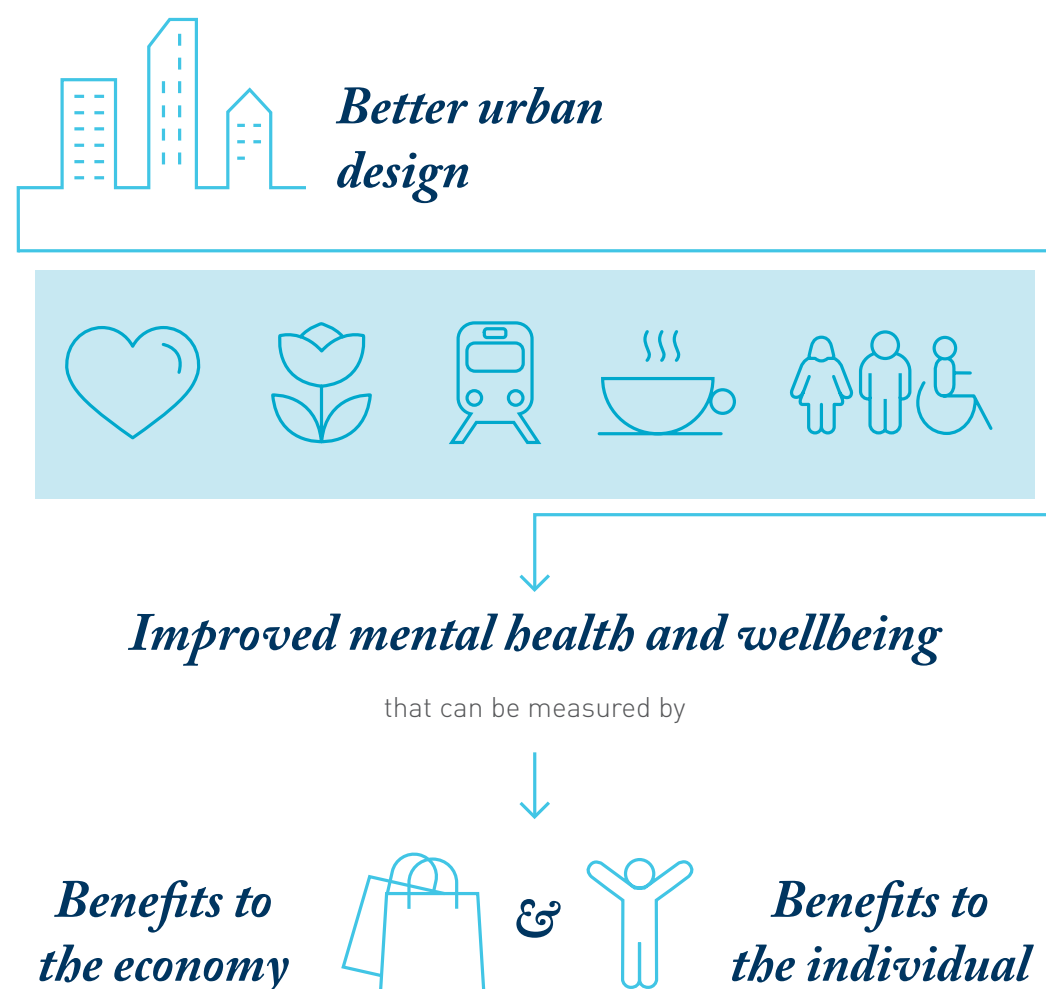 Better urban
design
Improved mental health and wellbeing
that can be measured by
Benefits to
the economy
&
Benefits to
the individual